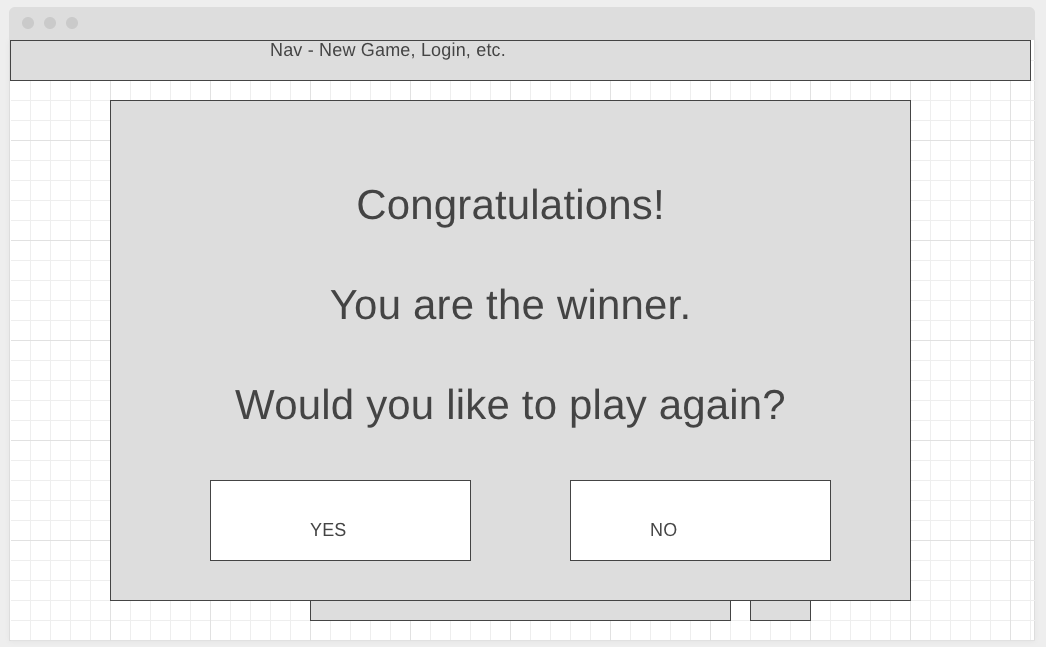 Nav - New Game, Login, etc.
Congratulations!
You are the winner.
Would you like to play again?
YES
NO